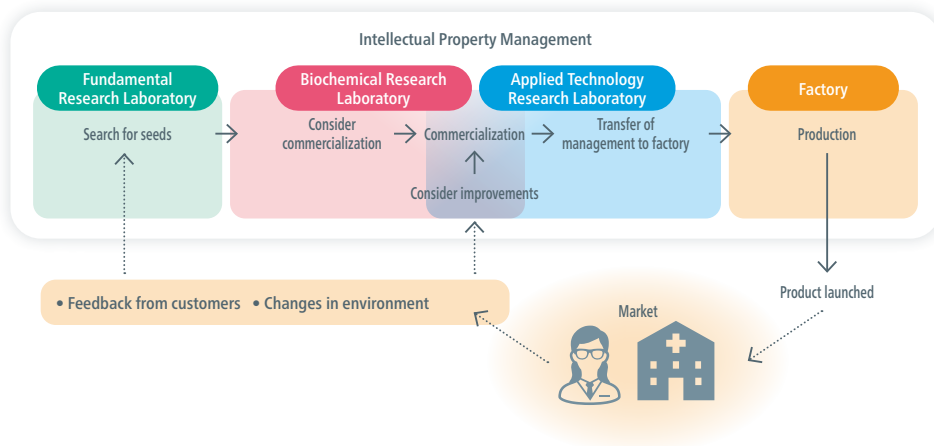 Intellectual Property Management
Fundamental
Research Laboratory
Biochemical Research
Laboratory
Applied Technology
Research Laboratory
Factory
Search for seeds
Consider
commercialization
Commercialization
Transfer of
management to factory
Production
Consider improvements
• Feedback from customers • Changes in environment
Product launched
Market